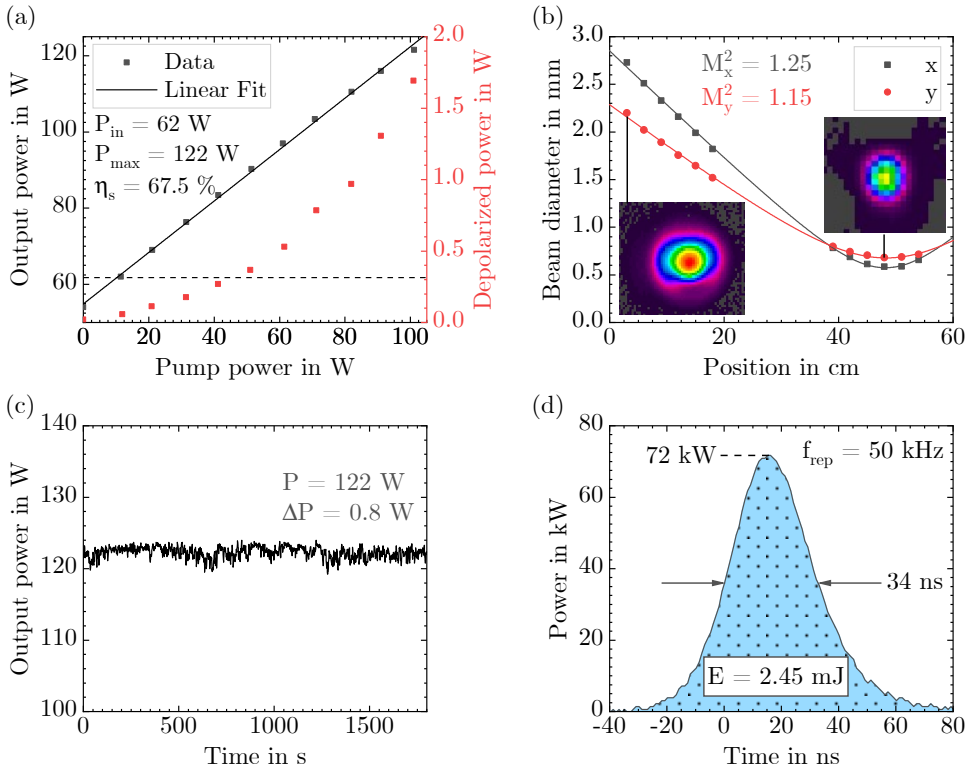 (a)
Data
Linear Fit
P_in = 62 W
P_max = 122 W
η_s = 67.5 %
Output power in W
60
80
100
120
Depolarized power in W
0.0
0.5
1.0
1.5
2.0
0 20 40 60 80 100
Pump power in W
(b)
M_x^2 = 1.25
M_y^2 = 1.15
x
y
Beam diameter in mm
0.0
0.5
1.0
1.5
2.0
2.5
3.0
0 20 40 60
Position in cm
(c)
P = 122 W
ΔP = 0.8 W
Output power in W
100
110
120
130
140
0 500 1000 1500
Time in s
(d)
72 kW
f_rep = 50 kHz
34 ns
E = 2.45 mJ
Power in kW
0
20
40
60
80
-40 -20 0 20 40 60 80
Time in ns